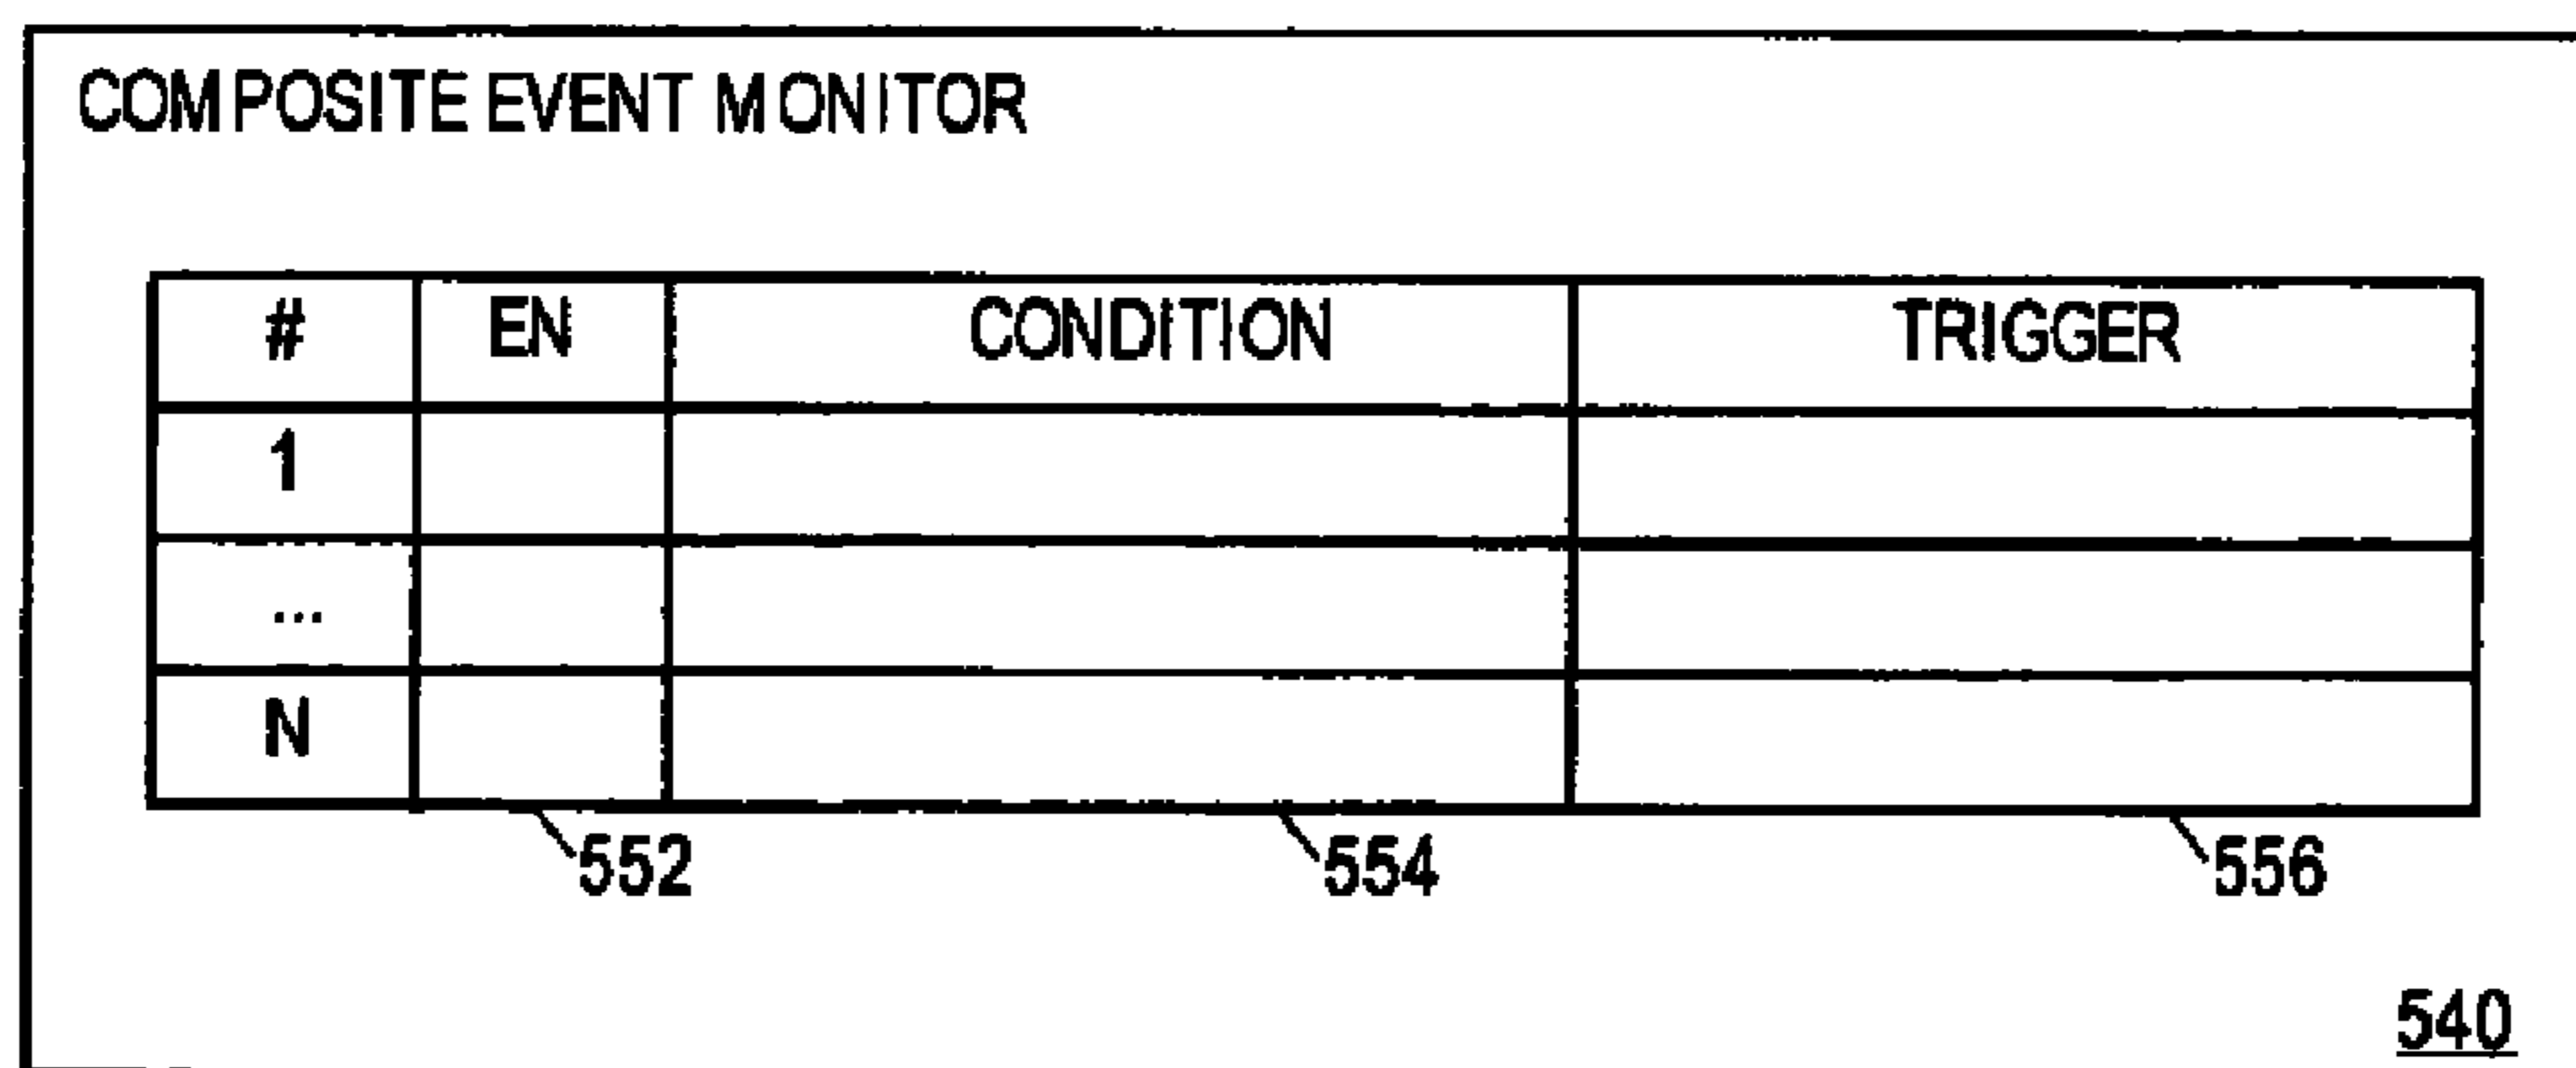 COMPOSITE EVENT MONITOR
# EN CONDITION TRIGGER
1
...
N
552 554 556
540